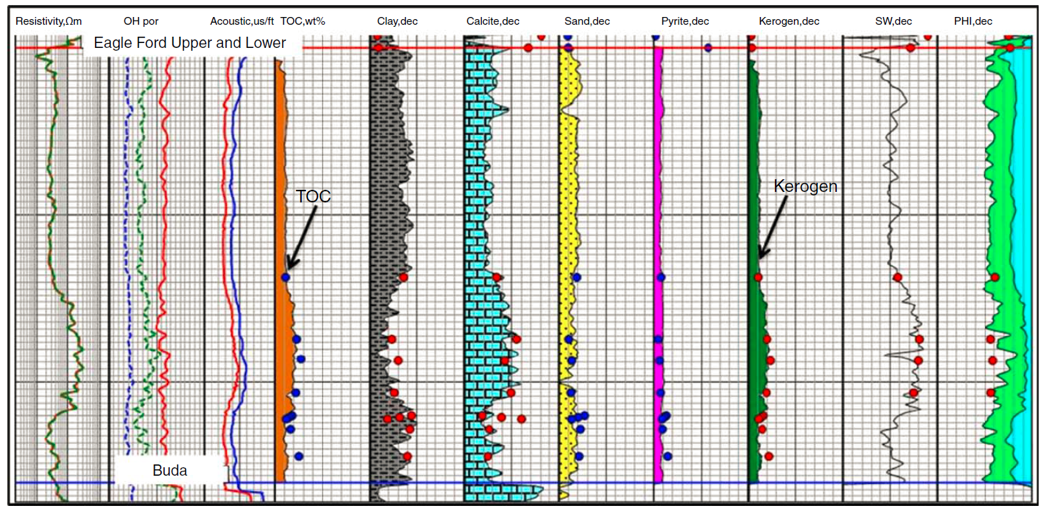 Resistivity,Ωm OH por Acoustic,us/ft TOC,wt% Clay,dec Calcite,dec Sand,dec Pyrite,dec Kerogen,dec SW,dec PHI,dec
Eagle Ford Upper and Lower
TOC
Kerogen
Buda